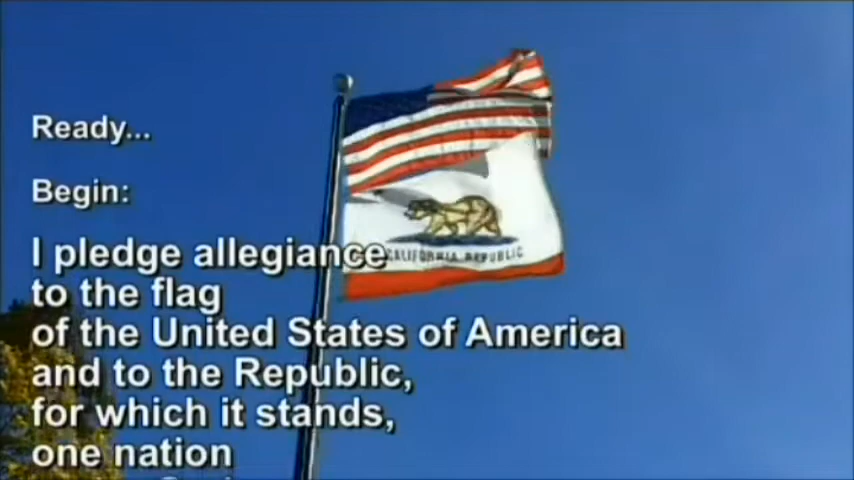 Ready...
Begin:
I pledge allegiance
to the flag
of the United States of America
and to the Republic,
for which it stands,
one nation
CALIFORNIA REPUBLIC